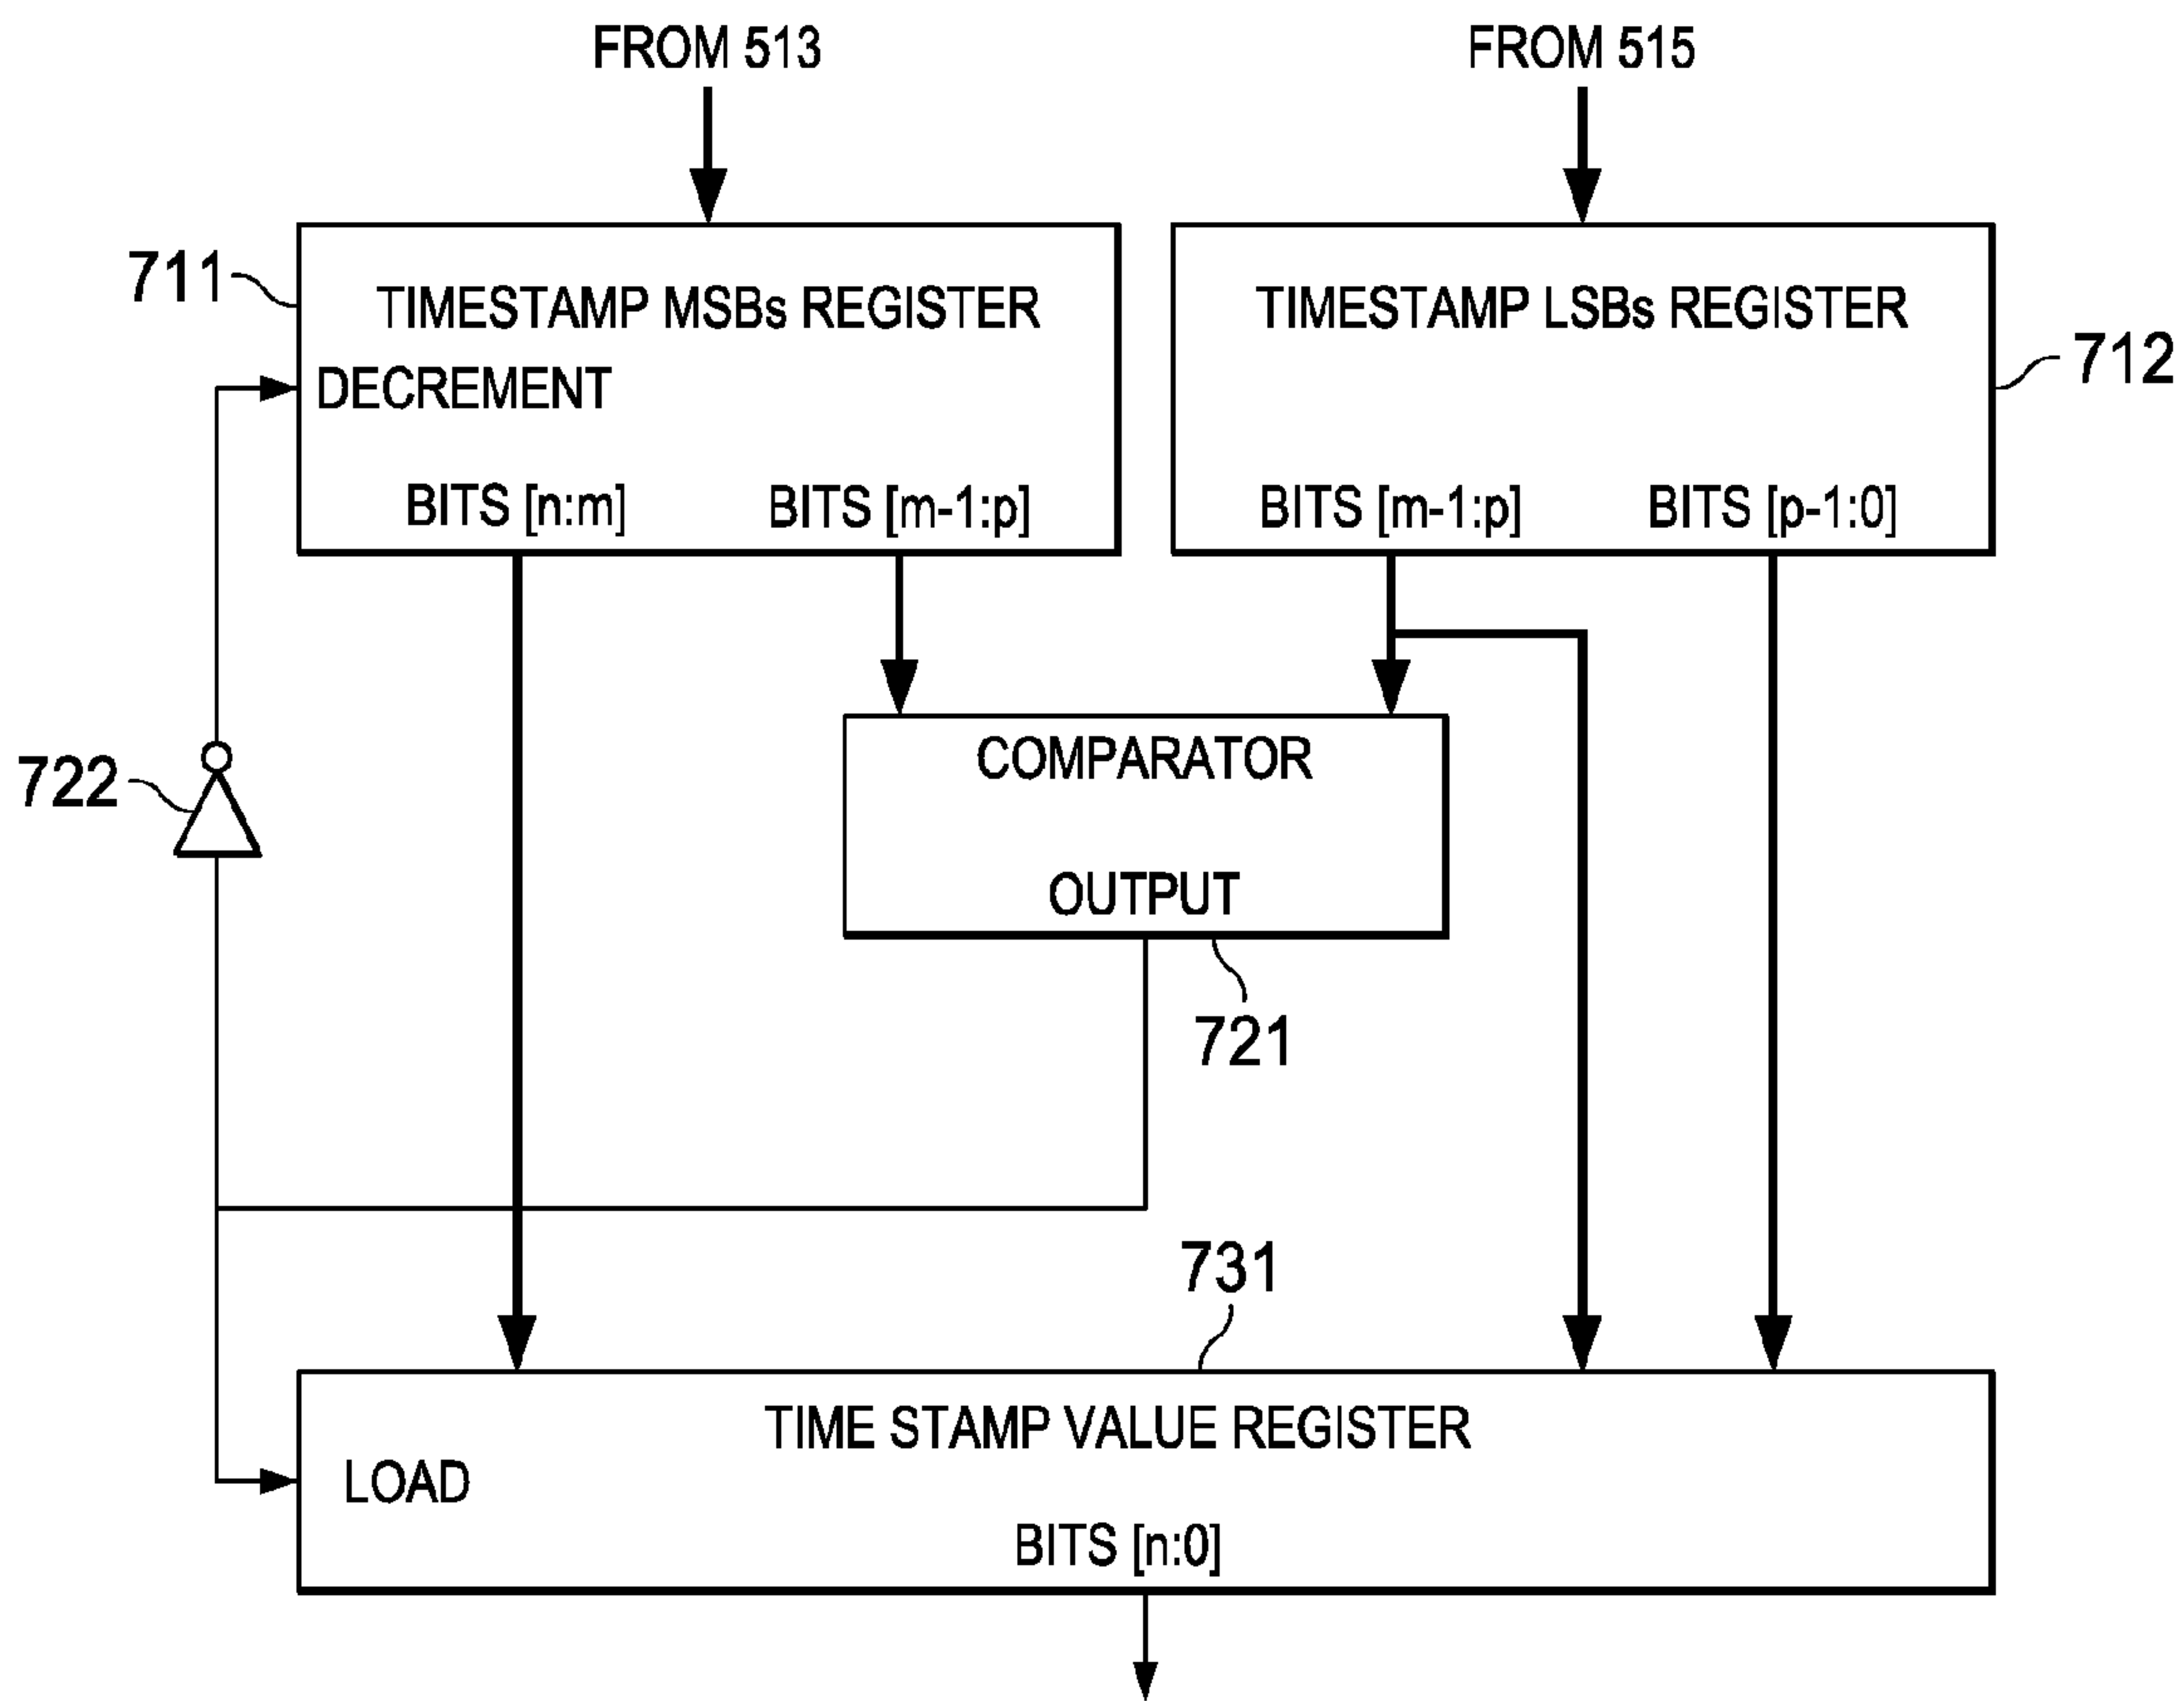 FROM 513
FROM 515
711
TIMESTAMP MSBs REGISTER
TIMESTAMP LSBs REGISTER
712
DECREMENT
BITS [n:m]
BITS [m-1:p]
BITS [m-1:p]
BITS [p-1:0]
722
COMPARATOR
OUTPUT
721
731
TIME STAMP VALUE REGISTER
LOAD
BITS [n:0]